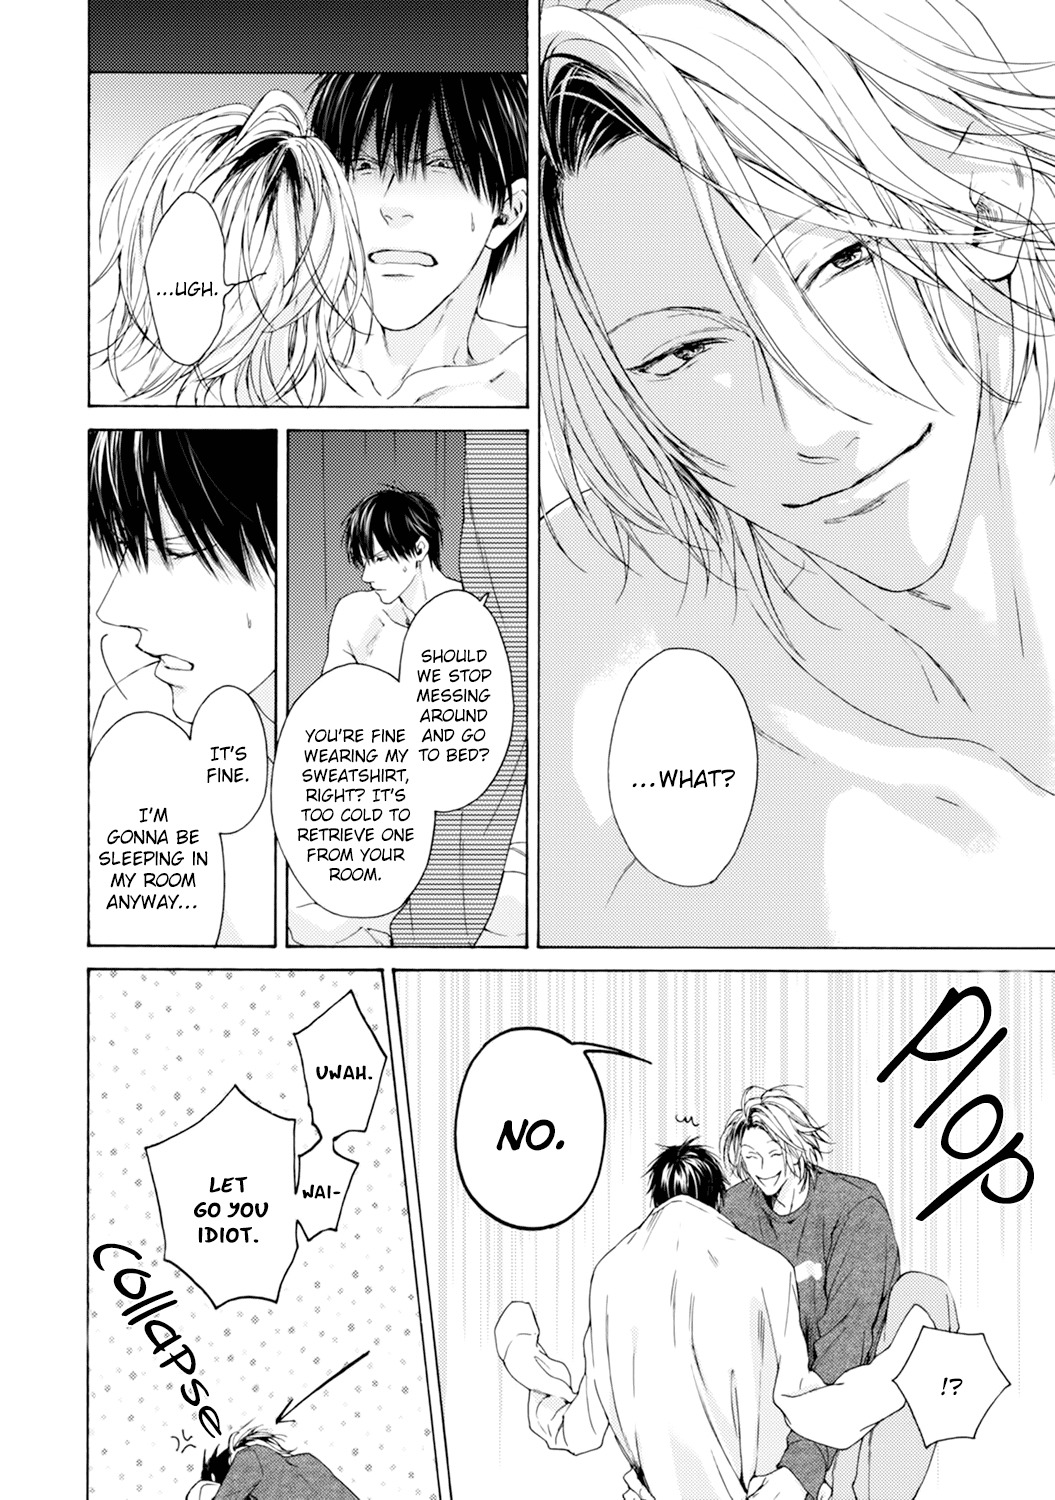 ...WHAT?
...UGH.
SHOULD
WE STOP
MESSING
AROUND
AND GO
TO BED?
YOU'RE FINE
WEARING MY
SWEATSHIRT,
RIGHT? IT'S
TOO COLD TO
RETRIEVE ONE
FROM YOUR
ROOM.
IT'S
FINE.
I'M
GONNA BE
SLEEPING IN
MY ROOM
ANYWAY...
PLOP
NO.
!?
UWAH.
WAI-
LET
GO YOU
IDIOT.
COLLAPSE